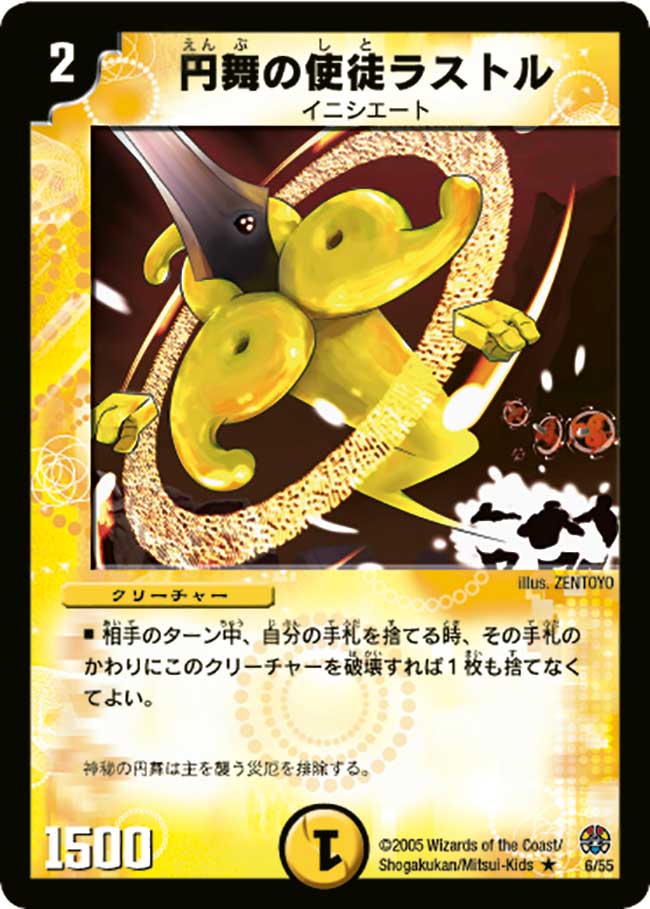 2
円舞の使徒ラストル
イニシエート
illus. ZENTOYO
クリーチャー
■ 相手のターン中、自分の手札を捨てる時、その手札の
かわりにこのクリーチャーを破壊すれば1枚も捨てなく
てよい。
神秘の円舞は主を襲う災厄を排除する。
1500
1
©2005 Wizards of the Coast/
Shogakukan/Mitsui-Kids ★
6/55